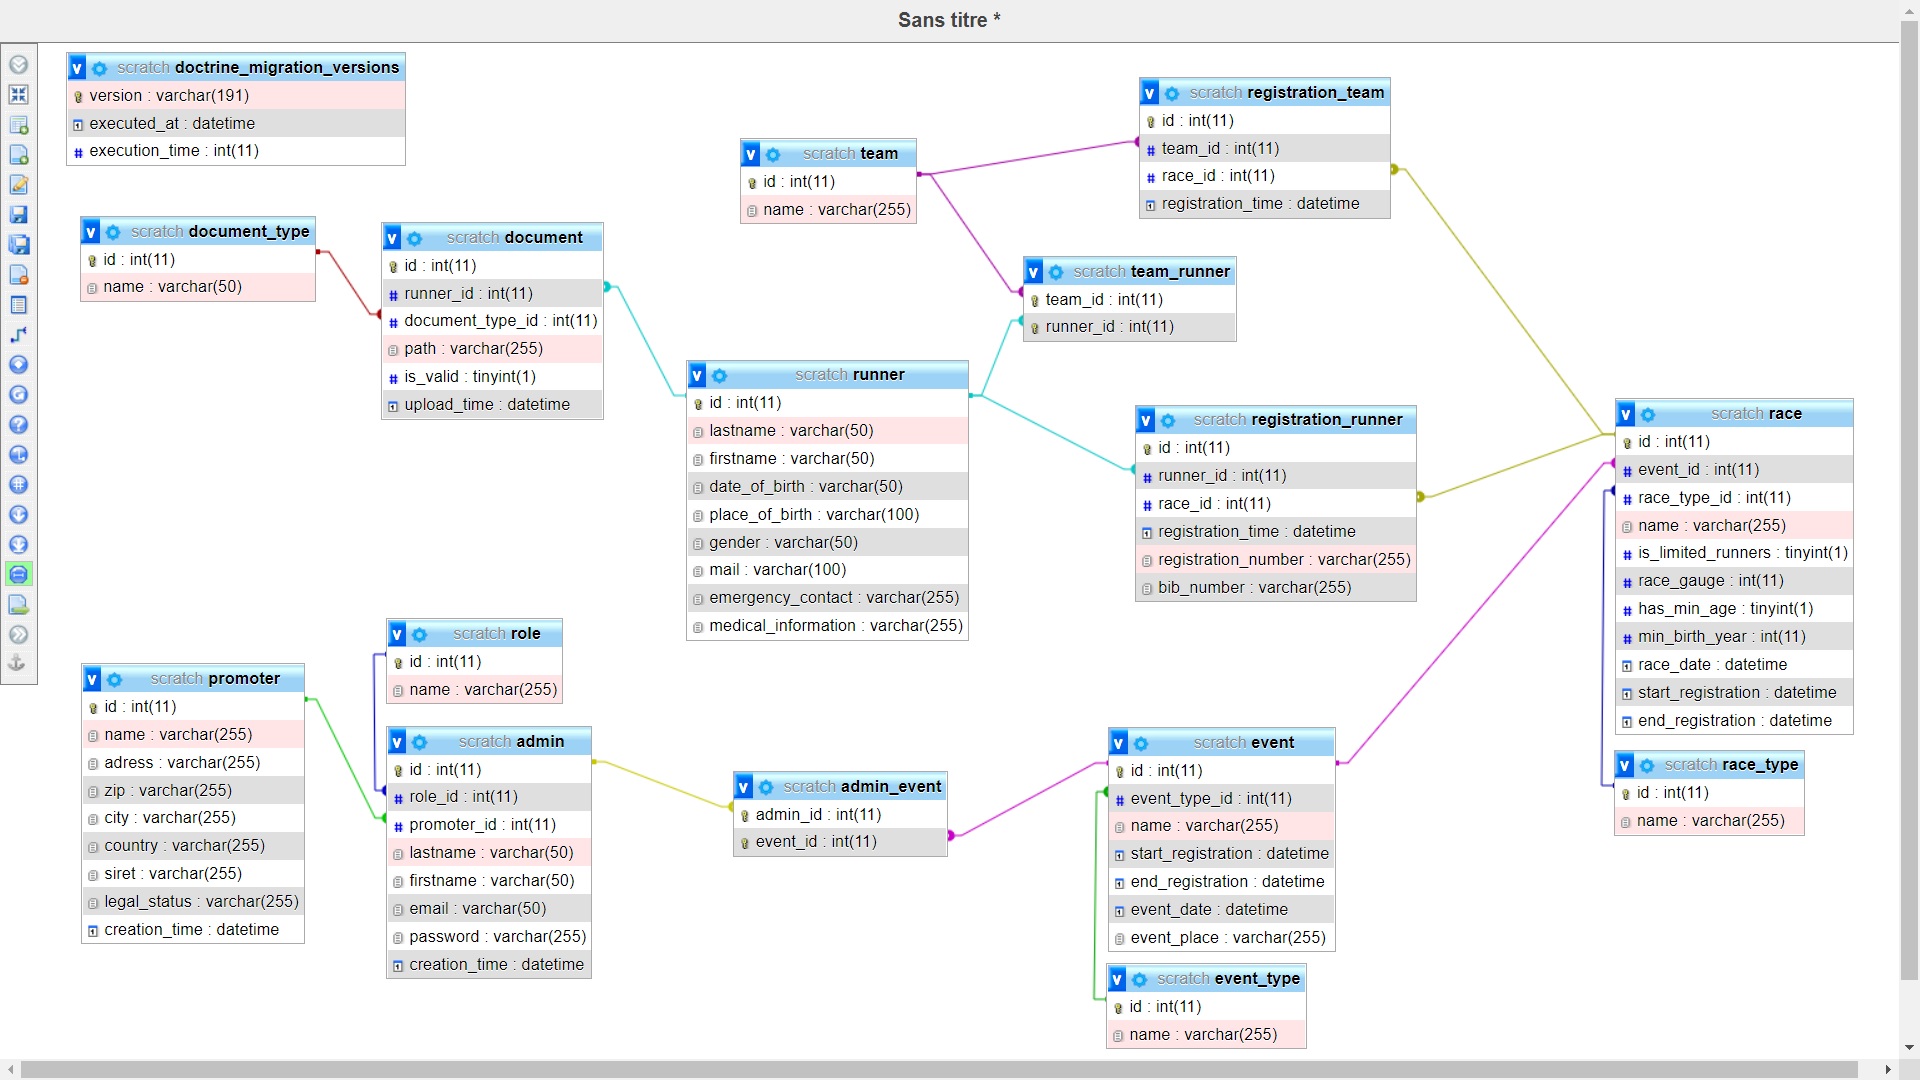 Sans titre *
v scratch doctrine_migration_versions
version : varchar(191)
executed_at : datetime
# execution_time : int(11)
v scratch document_type
id : int(11)
name : varchar(50)
v scratch document
id : int(11)
# runner_id : int(11)
# document_type_id : int(11)
path : varchar(255)
# is_valid : tinyint(1)
upload_time : datetime
v scratch team
id : int(11)
name : varchar(255)
v scratch registration_team
id : int(11)
# team_id : int(11)
# race_id : int(11)
registration_time : datetime
v scratch team_runner
team_id : int(11)
runner_id : int(11)
v scratch runner
id : int(11)
lastname : varchar(50)
firstname : varchar(50)
date_of_birth : varchar(50)
place_of_birth : varchar(100)
gender : varchar(50)
mail : varchar(100)
emergency_contact : varchar(255)
medical_information : varchar(255)
v scratch registration_runner
id : int(11)
# runner_id : int(11)
# race_id : int(11)
registration_time : datetime
registration_number : varchar(255)
bib_number : varchar(255)
v scratch race
id : int(11)
# event_id : int(11)
# race_type_id : int(11)
name : varchar(255)
# is_limited_runners : tinyint(1)
# race_gauge : int(11)
# has_min_age : tinyint(1)
# min_birth_year : int(11)
race_date : datetime
start_registration : datetime
end_registration : datetime
v scratch race_type
id : int(11)
name : varchar(255)
v scratch role
id : int(11)
name : varchar(255)
v scratch promoter
id : int(11)
name : varchar(255)
adress : varchar(255)
zip : varchar(255)
city : varchar(255)
country : varchar(255)
siret : varchar(255)
legal_status : varchar(255)
creation_time : datetime
v scratch admin
id : int(11)
# role_id : int(11)
# promoter_id : int(11)
lastname : varchar(50)
firstname : varchar(50)
email : varchar(50)
password : varchar(255)
creation_time : datetime
v scratch admin_event
admin_id : int(11)
event_id : int(11)
v scratch event
id : int(11)
# event_type_id : int(11)
name : varchar(255)
start_registration : datetime
end_registration : datetime
event_date : datetime
event_place : varchar(255)
v scratch event_type
id : int(11)
name : varchar(255)